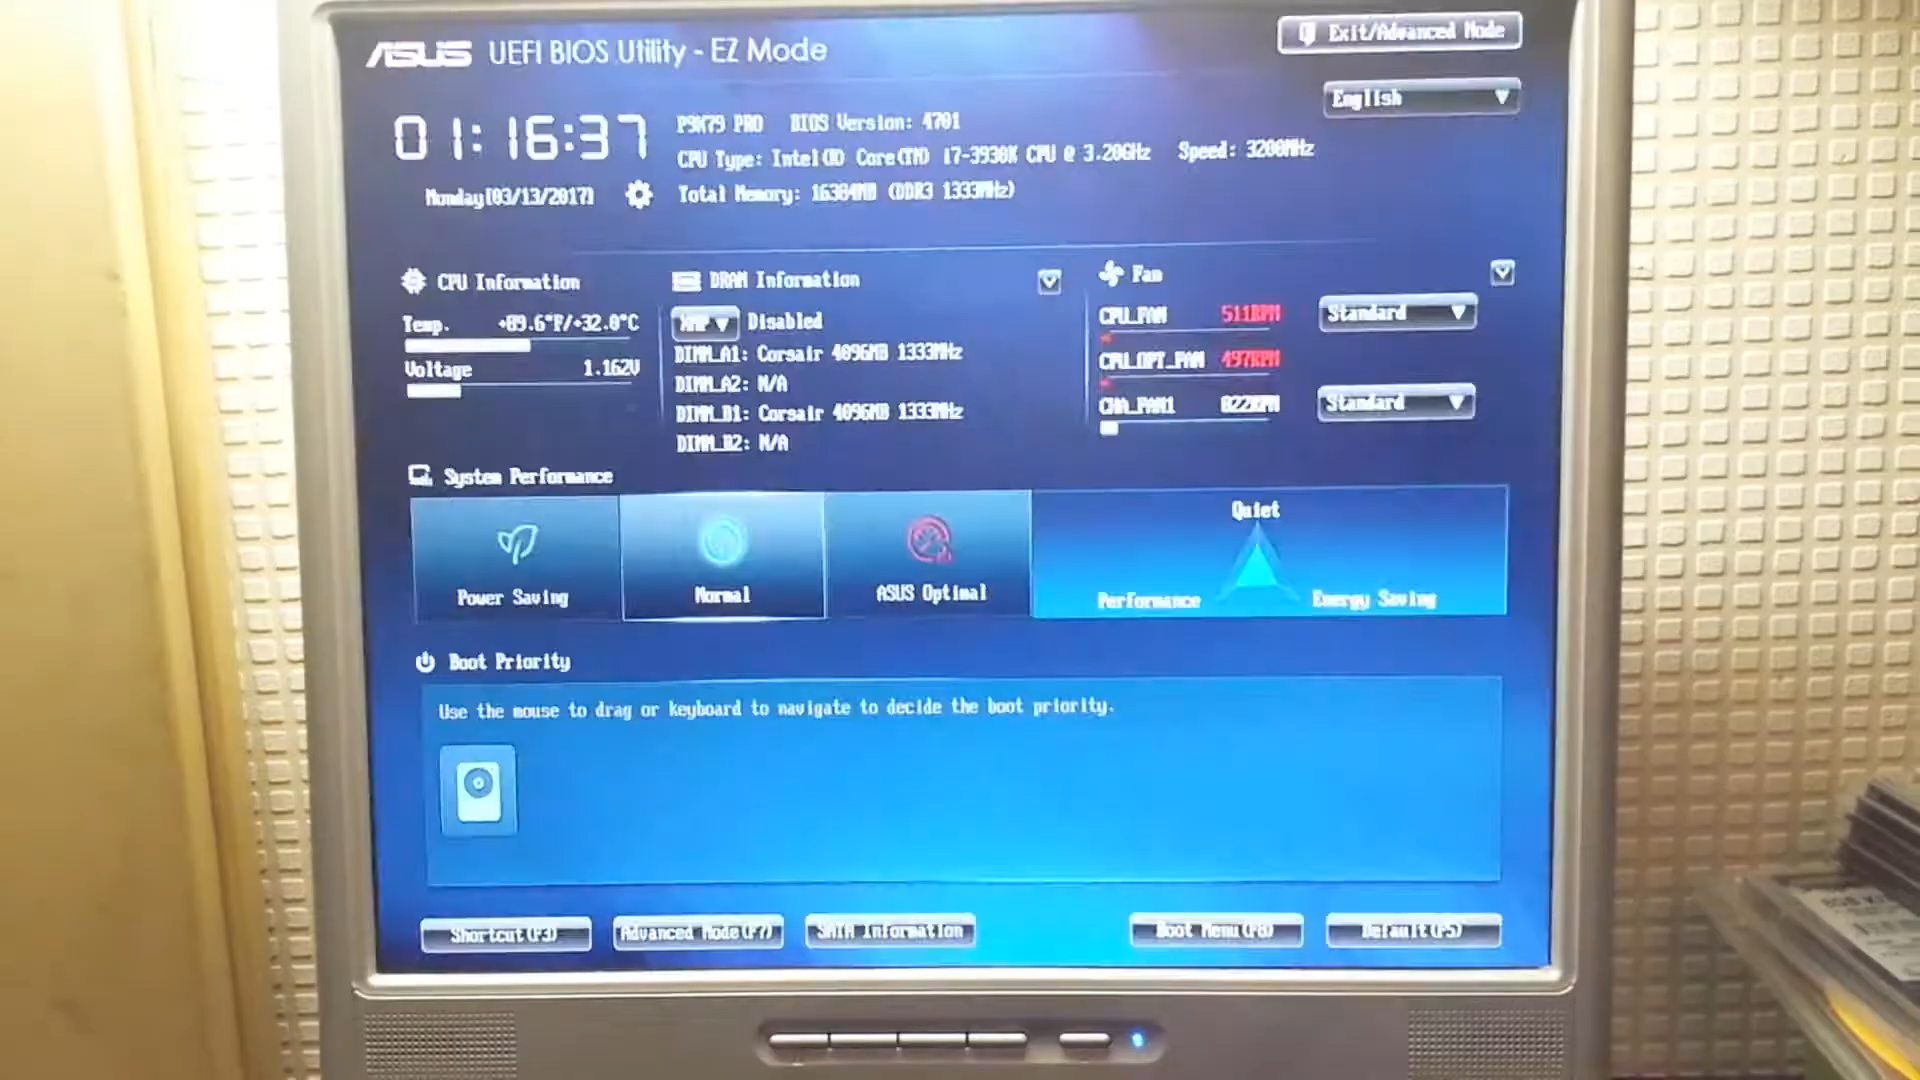 ASUS UEFI BIOS Utility - EZ Mode
Exit/Advanced Mode
English
01:16:37
Monday[03/13/2017]
P9X79 PRO BIOS Version: 4701
CPU Type: Intel(R) Core(TM) i7-3930K CPU @ 3.20GHz Speed: 3200MHz
Total Memory: 16384MB (DDR3 1333MHz)
CPU Information
Temp. +89.6°F/+32.0°C
Voltage 1.162V
DRAM Information
XMP Disabled
DIMM_A1: Corsair 4096MB 1333MHz
DIMM_A2: N/A
DIMM_B1: Corsair 4096MB 1333MHz
DIMM_B2: N/A
Fan
CPU_FAN 511RPM
Standard
CPU_OPT_FAN 497RPM
CHA_FAN1 822RPM
Standard
System Performance
Power Saving
Normal
ASUS Optimal
Quiet
Performance
Energy Saving
Boot Priority
Use the mouse to drag or keyboard to navigate to decide the boot priority.
Shortcut(F3)
Advanced Mode(F7)
SATA Information
Boot Menu(F8)
Default(F5)